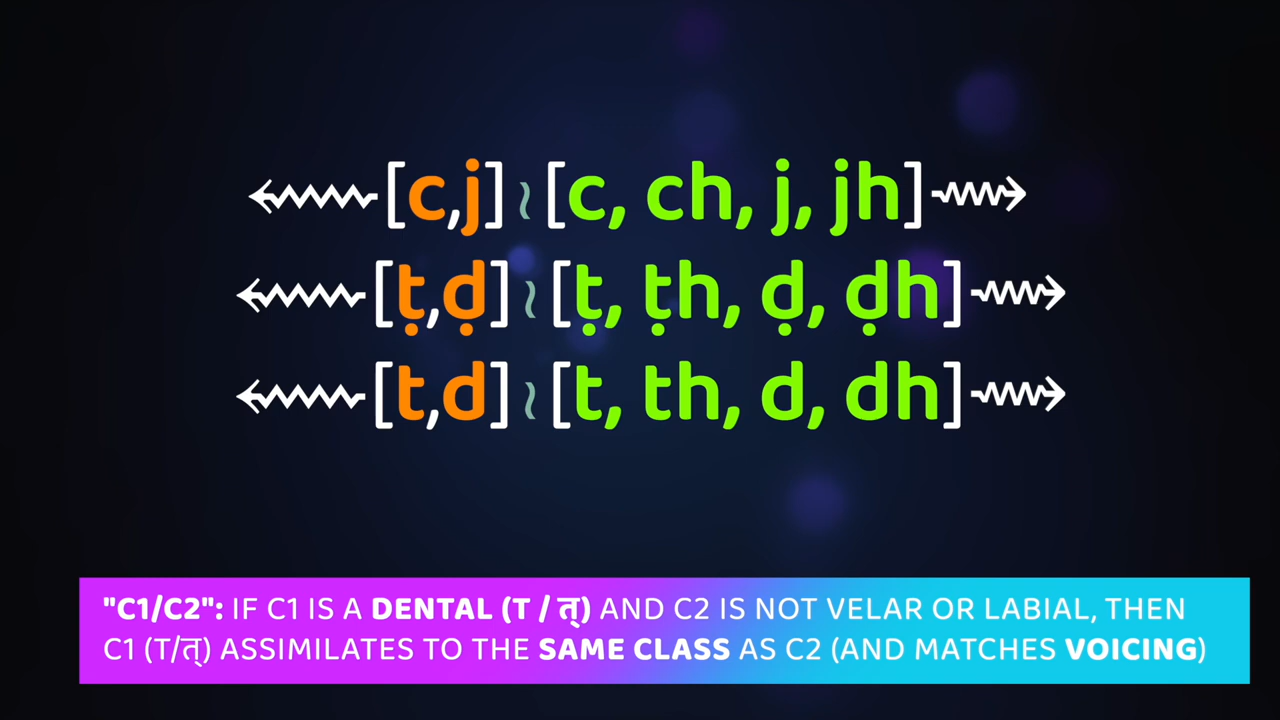 [c,j] ~ [c, ch, j, jh]
[ṭ,ḍ] ~ [ṭ, ṭh, ḍ, ḍh]
[t,d] ~ [t, th, d, dh]
"C1/C2": IF C1 IS A DENTAL (T / त्) AND C2 IS NOT VELAR OR LABIAL, THEN
C1 (T/त्) ASSIMILATES TO THE SAME CLASS AS C2 (AND MATCHES VOICING)